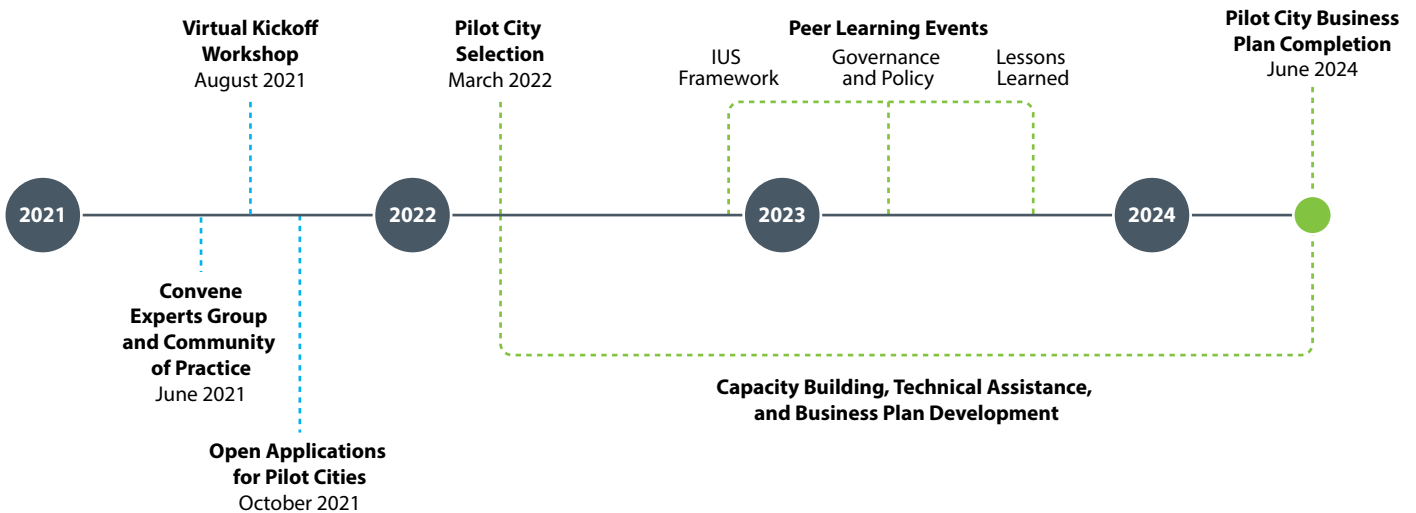 Virtual Kickoff
Workshop
August 2021
Pilot City
Selection
March 2022
Peer Learning Events
IUS
Framework
Governance
and Policy
Lessons
Learned
Pilot City Business
Plan Completion
June 2024
2021
2022
2023
2024
Convene
Experts Group
and Community
of Practice
June 2021
Open Applications
for Pilot Cities
October 2021
Capacity Building, Technical Assistance,
and Business Plan Development